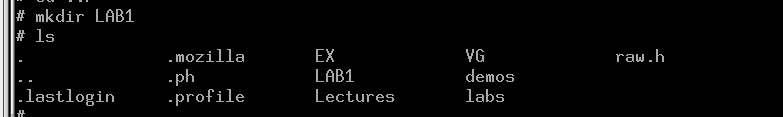 # mkdir LAB1
# ls
. .mozilla EX VG raw.h
.. .ph LAB1 demos
.lastlogin .profile Lectures labs
#